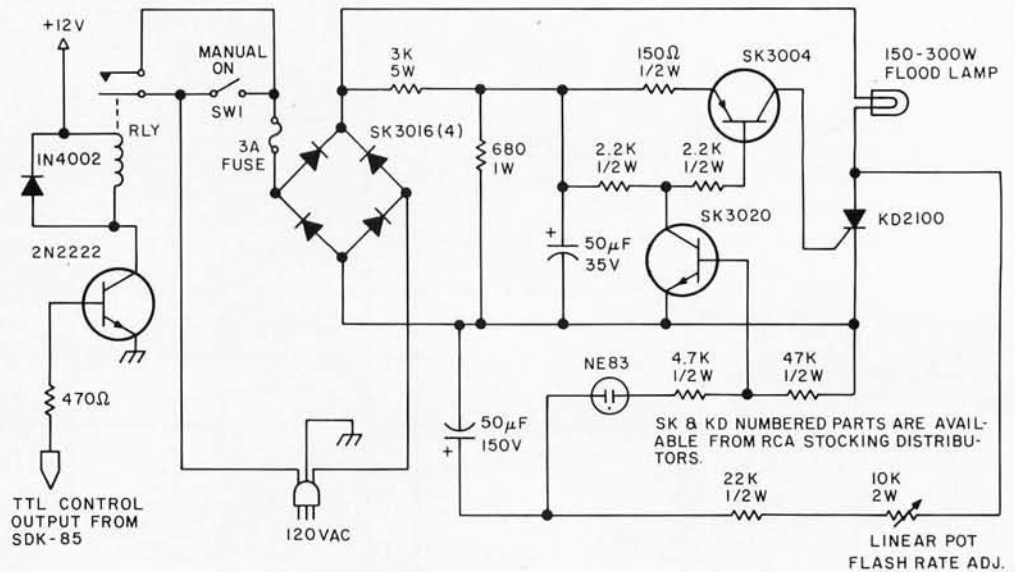 +12V
MANUAL
ON
SW1
RLY
1N4002
2N2222
470Ω
TTL CONTROL
OUTPUT FROM
SDK-85
3A
FUSE
SK3016(4)
120VAC
3K
5W
680
1W
150Ω
1/2W
SK3004
150-300W
FLOOD LAMP
2.2K
1/2W
2.2K
1/2W
+
50μF
35V
SK3020
KD2100
NE83
4.7K
1/2W
47K
1/2W
50μF
150V
+
SK & KD NUMBERED PARTS ARE AVAIL-
ABLE FROM RCA STOCKING DISTRIBU-
TORS.
22K
1/2W
10K
2W
LINEAR POT
FLASH RATE ADJ.